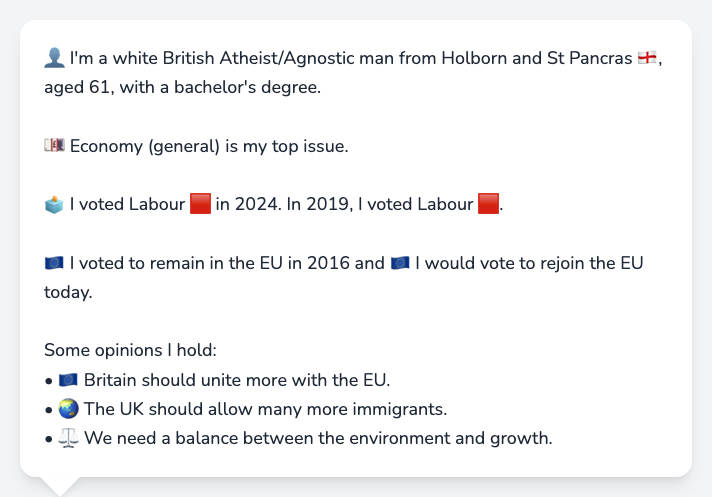 👤 I'm a white British Atheist/Agnostic man from Holborn and St Pancras 🏴󠁧󠁢󠁥󠁮󠁧󠁿,
aged 61, with a bachelor's degree.
💷 Economy (general) is my top issue.
🗳️ I voted Labour 🟥 in 2024. In 2019, I voted Labour 🟥.
🇪🇺 I voted to remain in the EU in 2016 and 🇪🇺 I would vote to rejoin the EU
today.
Some opinions I hold:
• 🇪🇺 Britain should unite more with the EU.
• 🌏 The UK should allow many more immigrants.
• ⚖️ We need a balance between the environment and growth.